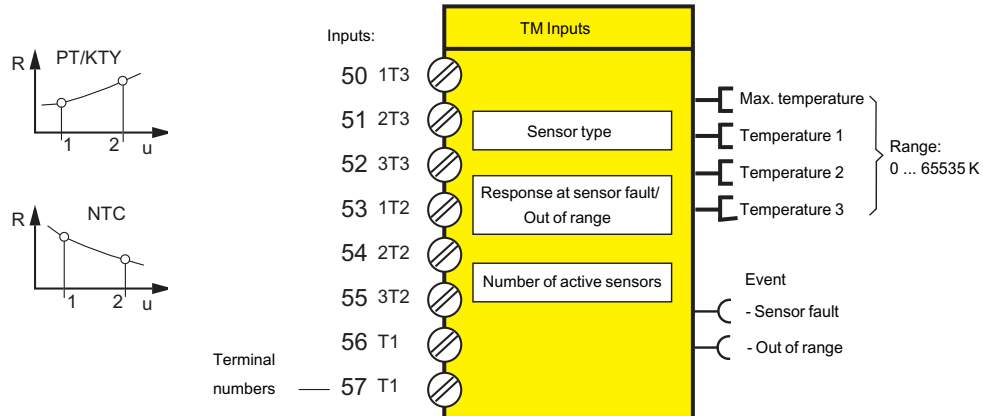 R PT/KTY
1 2 u
R NTC
1 2 u
Inputs:
50 1T3
51 2T3
52 3T3
53 1T2
54 2T2
55 3T2
56 T1
57 T1
Terminal
numbers
TM Inputs
Sensor type
Response at sensor fault/
Out of range
Number of active sensors
Max. temperature
Temperature 1
Temperature 2
Temperature 3
Range:
0 ... 65535 K
Event
- Sensor fault
- Out of range